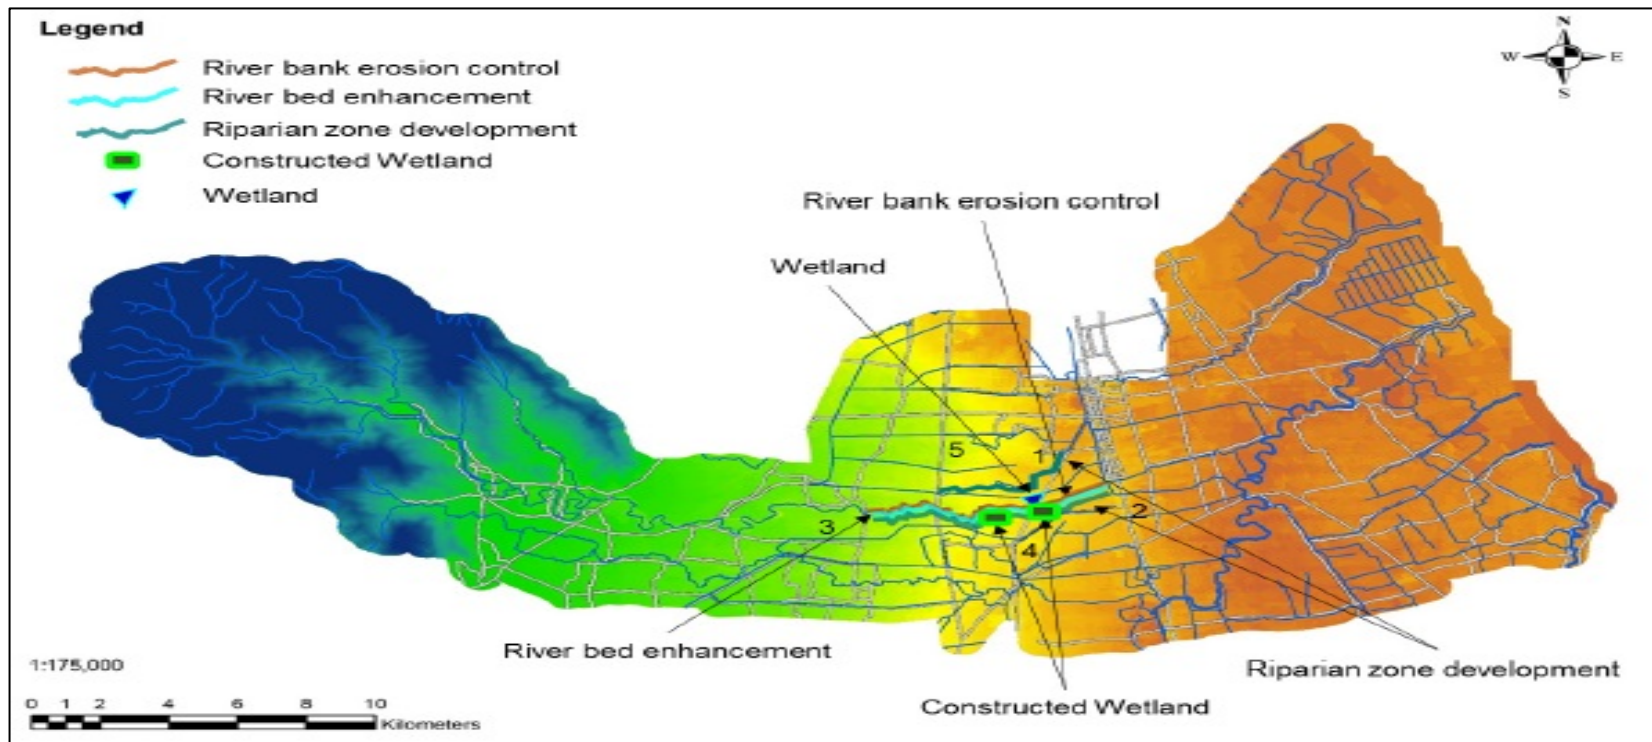 Legend
N
River bank erosion control
W E
River bed enhancement
S
Riparian zone development
Constructed Wetland
Wetland
River bank erosion control
Wetland
5
1
3
2
4
River bed enhancement
1:175,000
Riparian zone development
0 1 2 4 6 8 10
Kilometers
Constructed Wetland